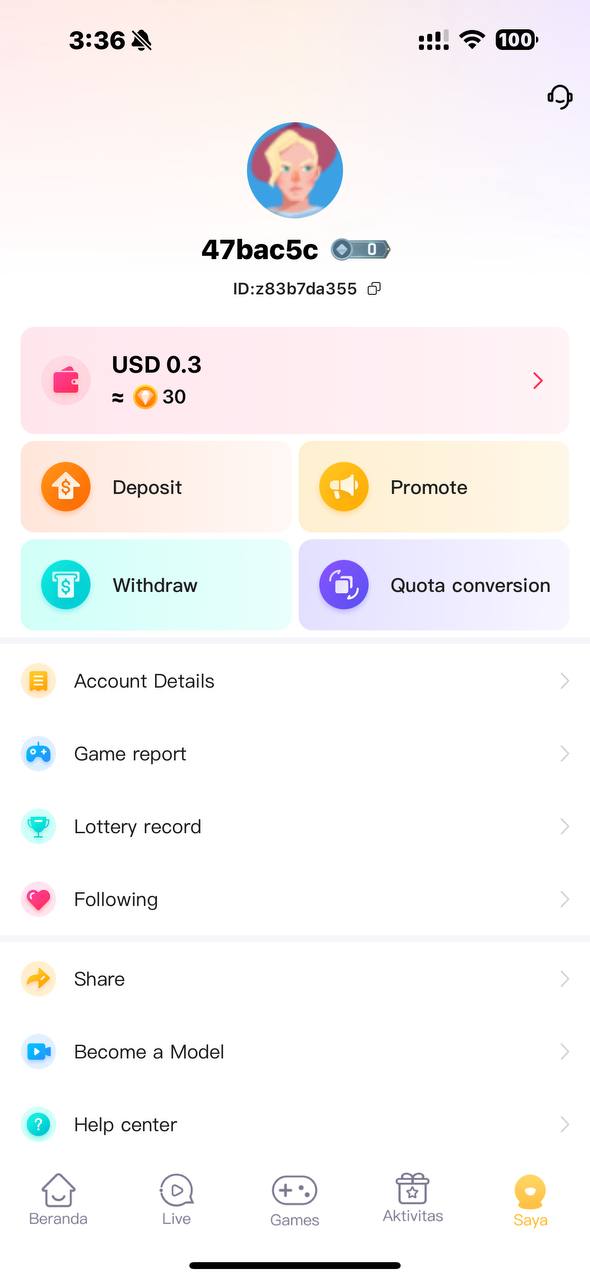 3:36
100
47bac5c
0
ID:z83b7da355
USD 0.3
≈ 30
Deposit
Promote
Withdraw
Quota conversion
Account Details
Game report
Lottery record
Following
Share
Become a Model
Help center
Beranda
Live
Games
Aktivitas
Saya